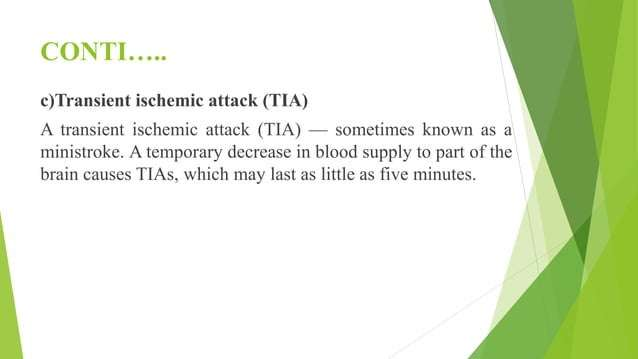 CONTI…..
c)Transient ischemic attack (TIA)
A transient ischemic attack (TIA) — sometimes known as a
ministroke. A temporary decrease in blood supply to part of the
brain causes TIAs, which may last as little as five minutes.